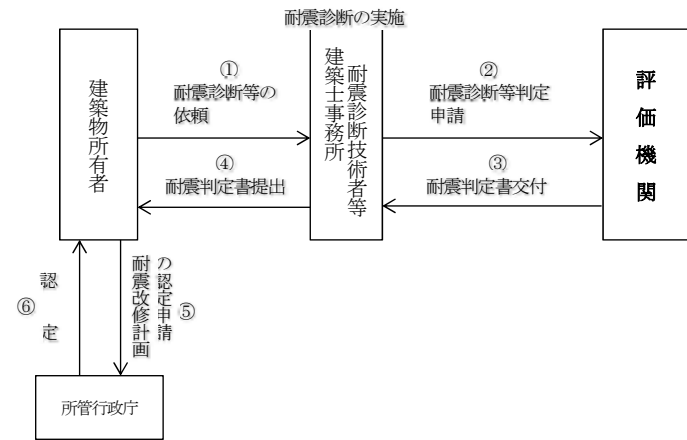 耐震診断の実施
建築物所有者
①
耐震診断等の
依頼
④
耐震判定書提出
耐震診断技術者等
建築士事務所
②
耐震診断等判定
申請
③
耐震判定書交付
評価機関
⑥
認定
⑤
耐震改修計画
の認定申請
所管行政庁